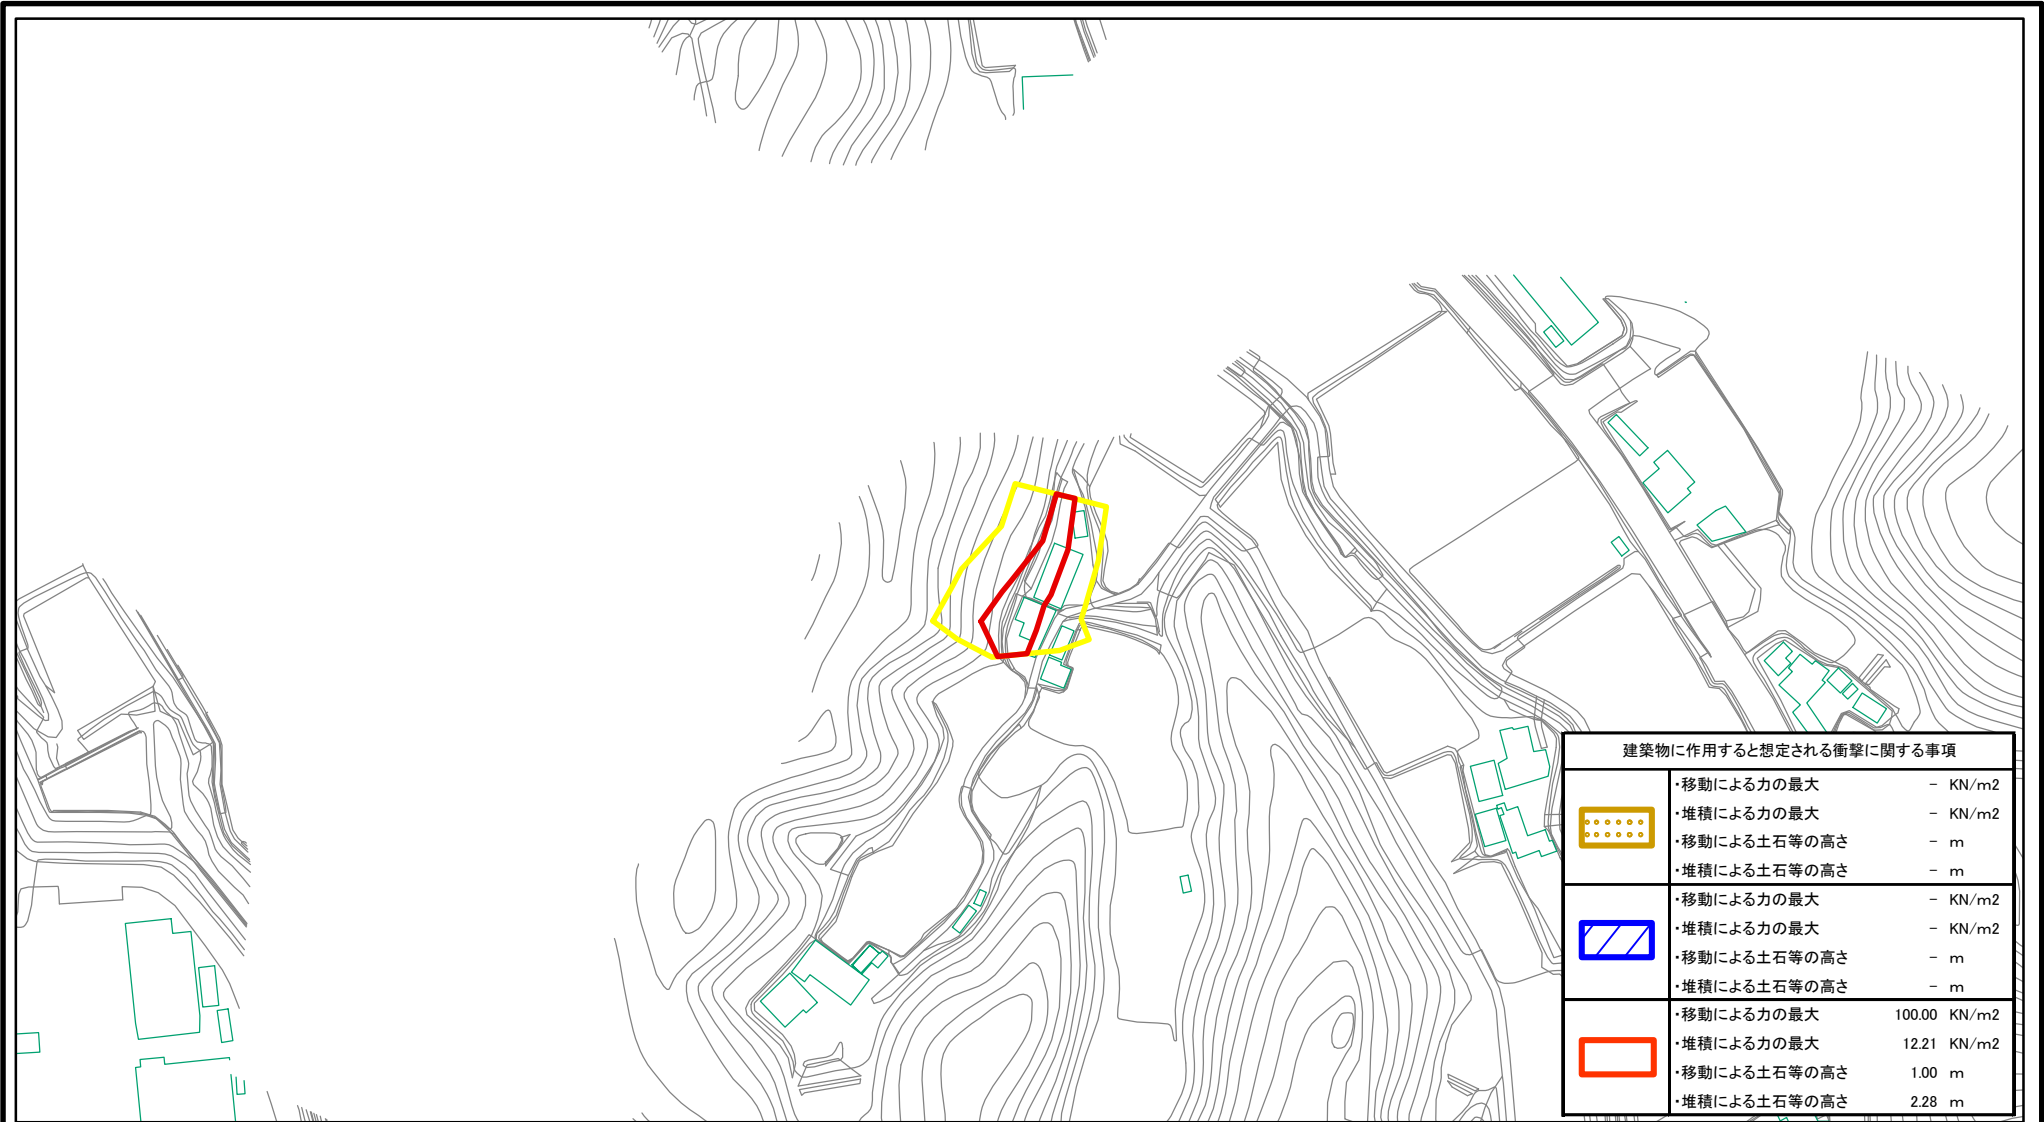 建築物に作用すると想定される衝撃に関する事項
・移動による力の最大 － KN/m2
・堆積による力の最大 － KN/m2
・移動による土石等の高さ － m
・堆積による土石等の高さ － m
・移動による力の最大 － KN/m2
・堆積による力の最大 － KN/m2
・移動による土石等の高さ － m
・堆積による土石等の高さ － m
・移動による力の最大 100.00 KN/m2
・堆積による力の最大 12.21 KN/m2
・移動による土石等の高さ 1.00 m
・堆積による土石等の高さ 2.28 m